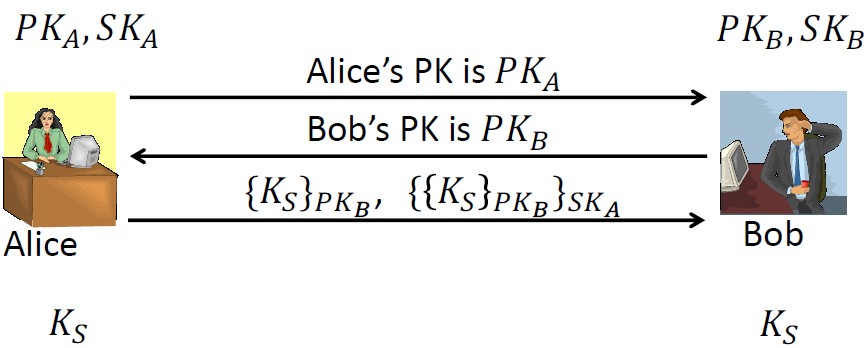 PK_A, SK_A
PK_B, SK_B
Alice’s PK is PK_A
Bob’s PK is PK_B
{K_S}_{PK_B}, {{K_S}_{PK_B}}_{SK_A}
Alice
Bob
K_S
K_S